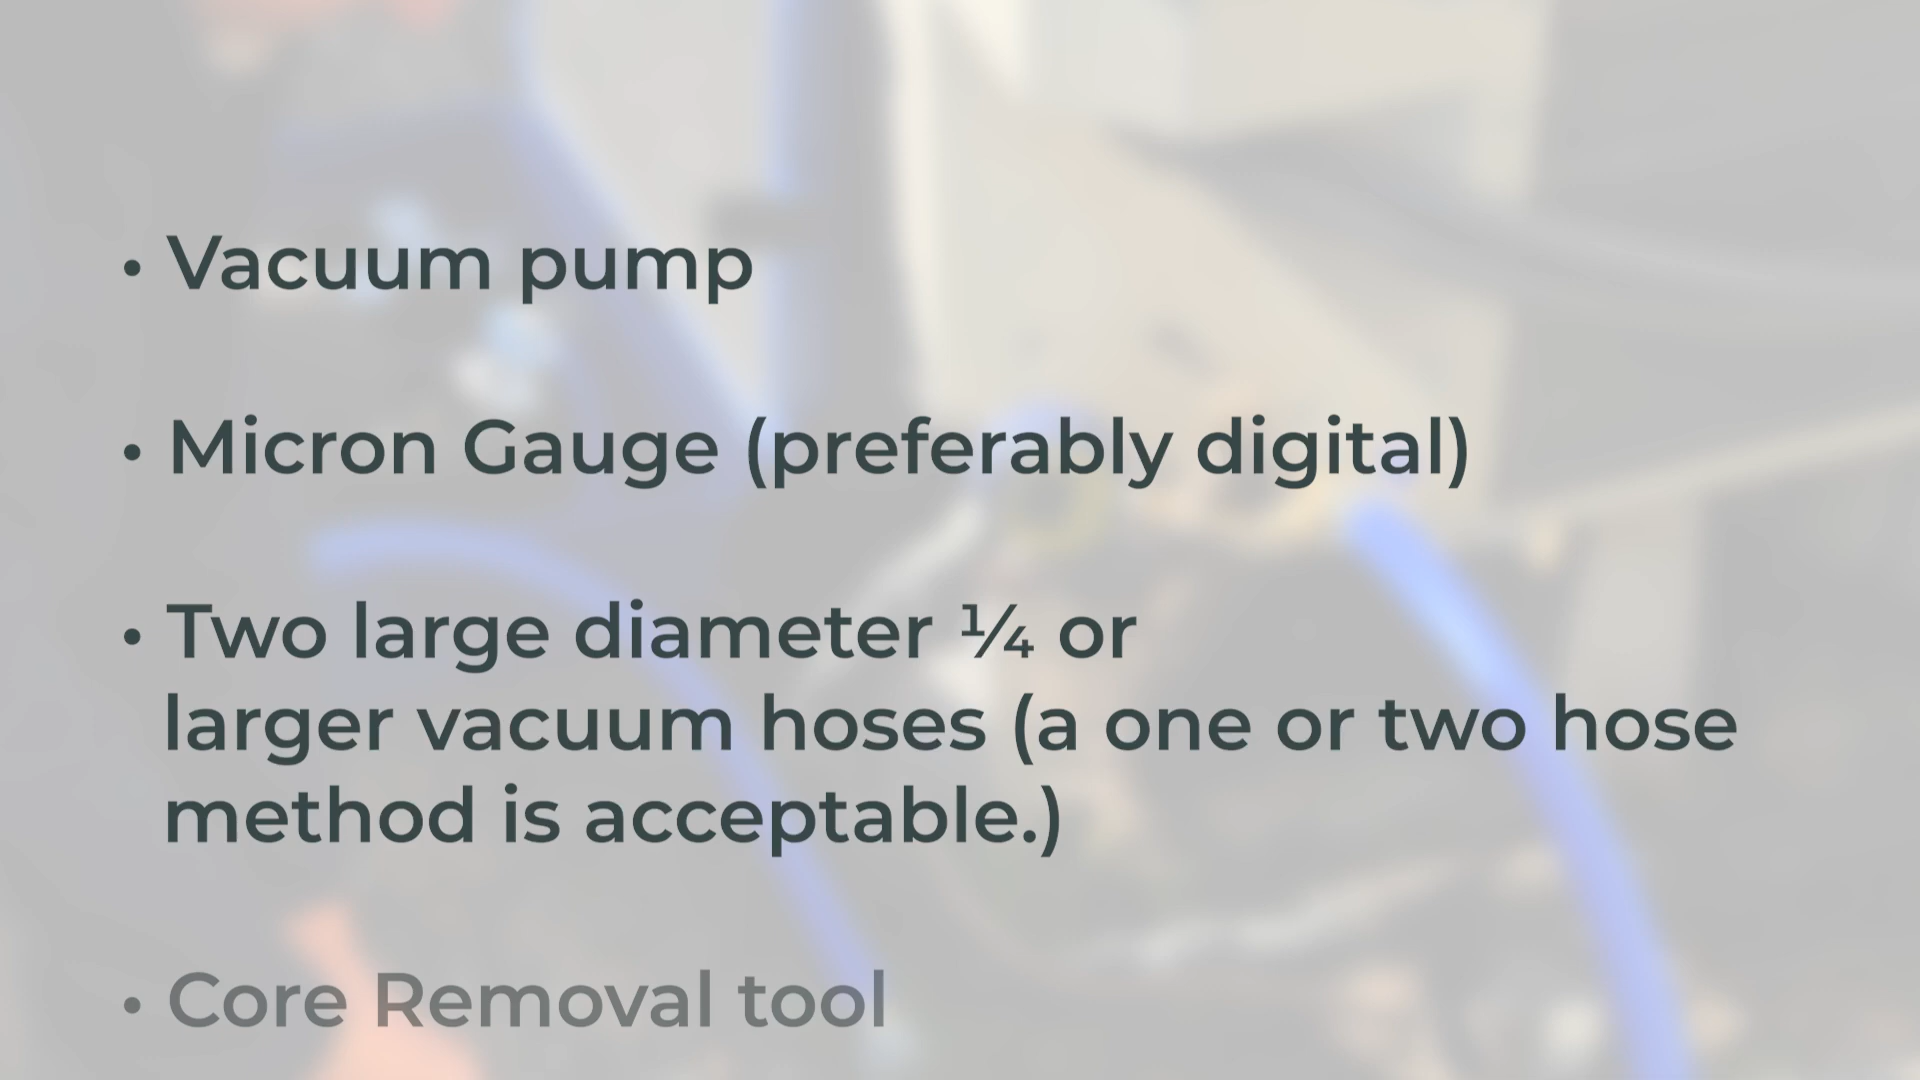 • Vacuum pump
• Micron Gauge (preferably digital)
• Two large diameter ¼ or
larger vacuum hoses (a one or two hose
method is acceptable.)
• Core Removal tool